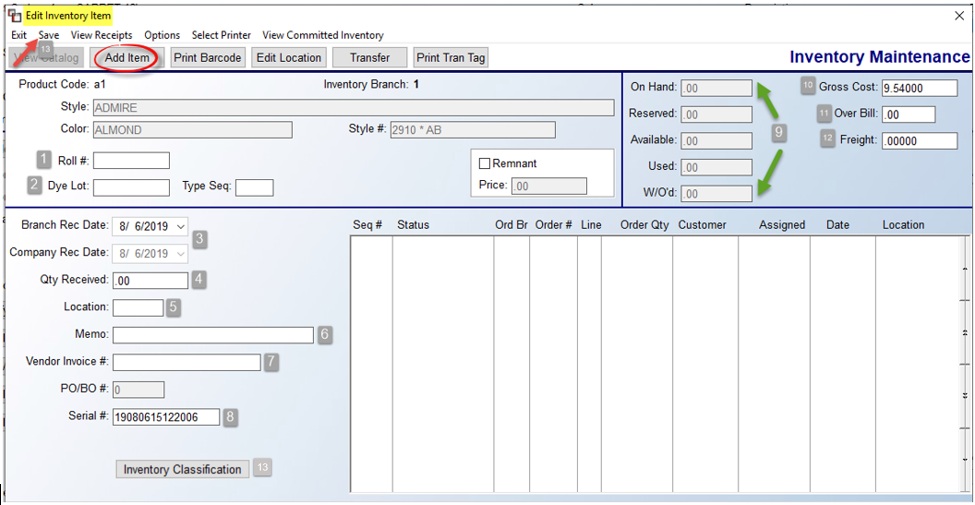 Edit Inventory Item
Exit Save View Receipts Options Select Printer View Committed Inventory
13
View Catalog Add Item Print Barcode Edit Location Transfer Print Tran Tag Inventory Maintenance
Product Code: a1 Inventory Branch: 1 On Hand: .00 10 Gross Cost: 9.54000
Style: ADMIRE Reserved: .00 11 Over Bill: .00
Color: ALMOND Style #: 2910 * AB 9
Available: .00 12 Freight: .00000
1 Roll #: Remnant Used: .00
2 Dye Lot: Type Seq: Price: .00 W/O'd: .00
Branch Rec Date: 8/ 6/2019 Seq # Status Ord Br Order # Line Order Qty Customer Assigned Date Location
3
Company Rec Date: 8/ 6/2019
Qty Received: .00 4
Location: 5
Memo: 6
Vendor Invoice #: 7
PO/BO #: 0
Serial #: 19080615122006 8
Inventory Classification 13